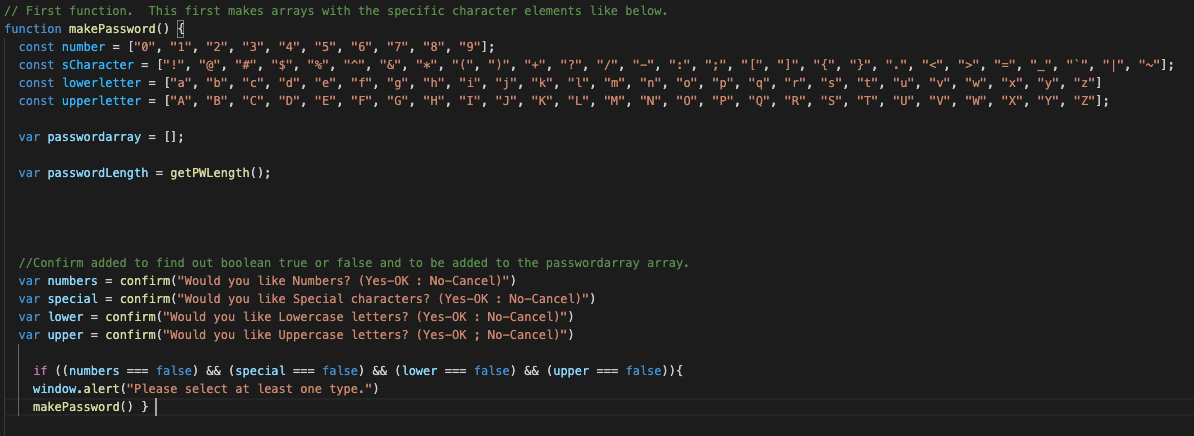 // First function.  This first makes arrays with the specific character elements like below.
function makePassword() {
  const number = ["0", "1", "2", "3", "4", "5", "6", "7", "8", "9"];
  const sCharacter = ["!", "@", "#", "$", "%", "^", "&", "*", "(", ")", "+", "?", "/", "-", ":", ";", "[", "]", "{", "}", ".", "<", ">", "=", "_", "`", "|", "~"];
  const lowerletter = ["a", "b", "c", "d", "e", "f", "g", "h", "i", "j", "k", "l", "m", "n", "o", "p", "q", "r", "s", "t", "u", "v", "w", "x", "y", "z"]
  const upperletter = ["A", "B", "C", "D", "E", "F", "G", "H", "I", "J", "K", "L", "M", "N", "O", "P", "Q", "R", "S", "T", "U", "V", "W", "X", "Y", "Z"];
  var passwordarray = [];
  var passwordLength = getPWLength();
  //Confirm added to find out boolean true or false and to be added to the passwordarray array.
  var numbers = confirm("Would you like Numbers? (Yes-OK : No-Cancel)")
  var special = confirm("Would you like Special characters? (Yes-OK : No-Cancel)")
  var lower = confirm("Would you like Lowercase letters? (Yes-OK : No-Cancel)")
  var upper = confirm("Would you like Uppercase letters? (Yes-OK ; No-Cancel)")
    if ((numbers === false) && (special === false) && (lower === false) && (upper === false)){
    window.alert("Please select at least one type.")
    makePassword() }